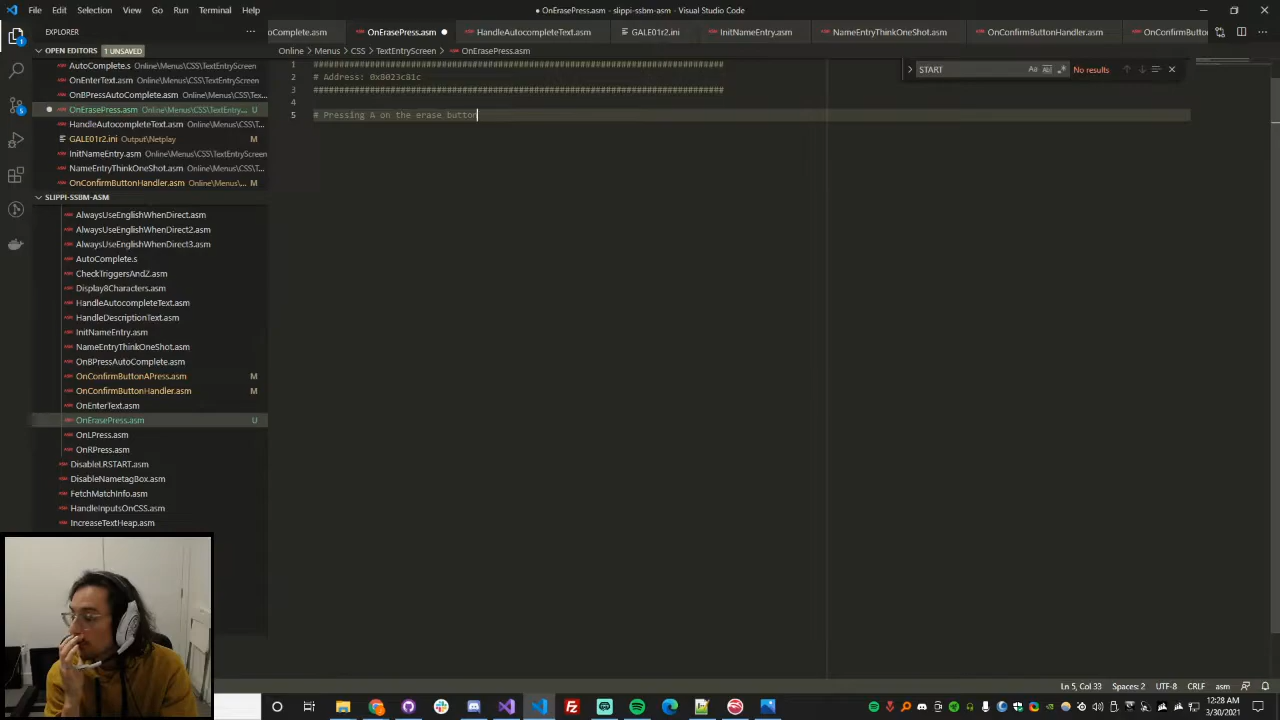 File Edit Selection View Go Run Terminal Help
● OnErasePress.asm - slippi-ssbm-asm - Visual Studio Code
EXPLORER
oComplete.asm OnErasePress.asm HandleAutocompleteText.asm GALE01r2.ini InitNameEntry.asm NameEntryThinkOneShot.asm OnConfirmButtonHandler.asm OnConfirmButto
OPEN EDITORS 1 UNSAVED
Online > Menus > CSS > TextEntryScreen > OnErasePress.asm
AutoComplete.s Online\Menus\CSS\TextEntryScreen
OnEnterText.asm Online\Menus\CSS\TextEntryScreen
OnBPressAutoComplete.asm Online\Menus\CSS\Tex...
OnErasePress.asm Online\Menus\CSS\TextEntry... U
HandleAutocompleteText.asm Online\Menus\CSS\T...
GALE01r2.ini Output\Netplay M
InitNameEntry.asm Online\Menus\CSS\TextEntryScreen
NameEntryThinkOneShot.asm Online\Menus\CSS\T...
OnConfirmButtonHandler.asm Online\Menus\... M
START Aa ab .* No results
1 ################################################################################
2 # Address: 0x8023c81c
3 ################################################################################
4
5 # Pressing A on the erase button
SLIPPI-SSBM-ASM
AlwaysUseEnglishWhenDirect.asm
AlwaysUseEnglishWhenDirect2.asm
AlwaysUseEnglishWhenDirect3.asm
AutoComplete.s
CheckTriggersAndZ.asm
Display8Characters.asm
HandleAutocompleteText.asm
HandleDescriptionText.asm
InitNameEntry.asm
NameEntryThinkOneShot.asm
OnBPressAutoComplete.asm
OnConfirmButtonAPress.asm M
OnConfirmButtonHandler.asm M
OnEnterText.asm
OnErasePress.asm U
OnLPress.asm
OnRPress.asm
DisableLRSTART.asm
DisableNametagBox.asm
FetchMatchInfo.asm
HandleInputsOnCSS.asm
IncreaseTextHeap.asm
Ln 5, Col 33 Spaces: 2 UTF-8 CRLF asm
12:28 AM
3/30/2021